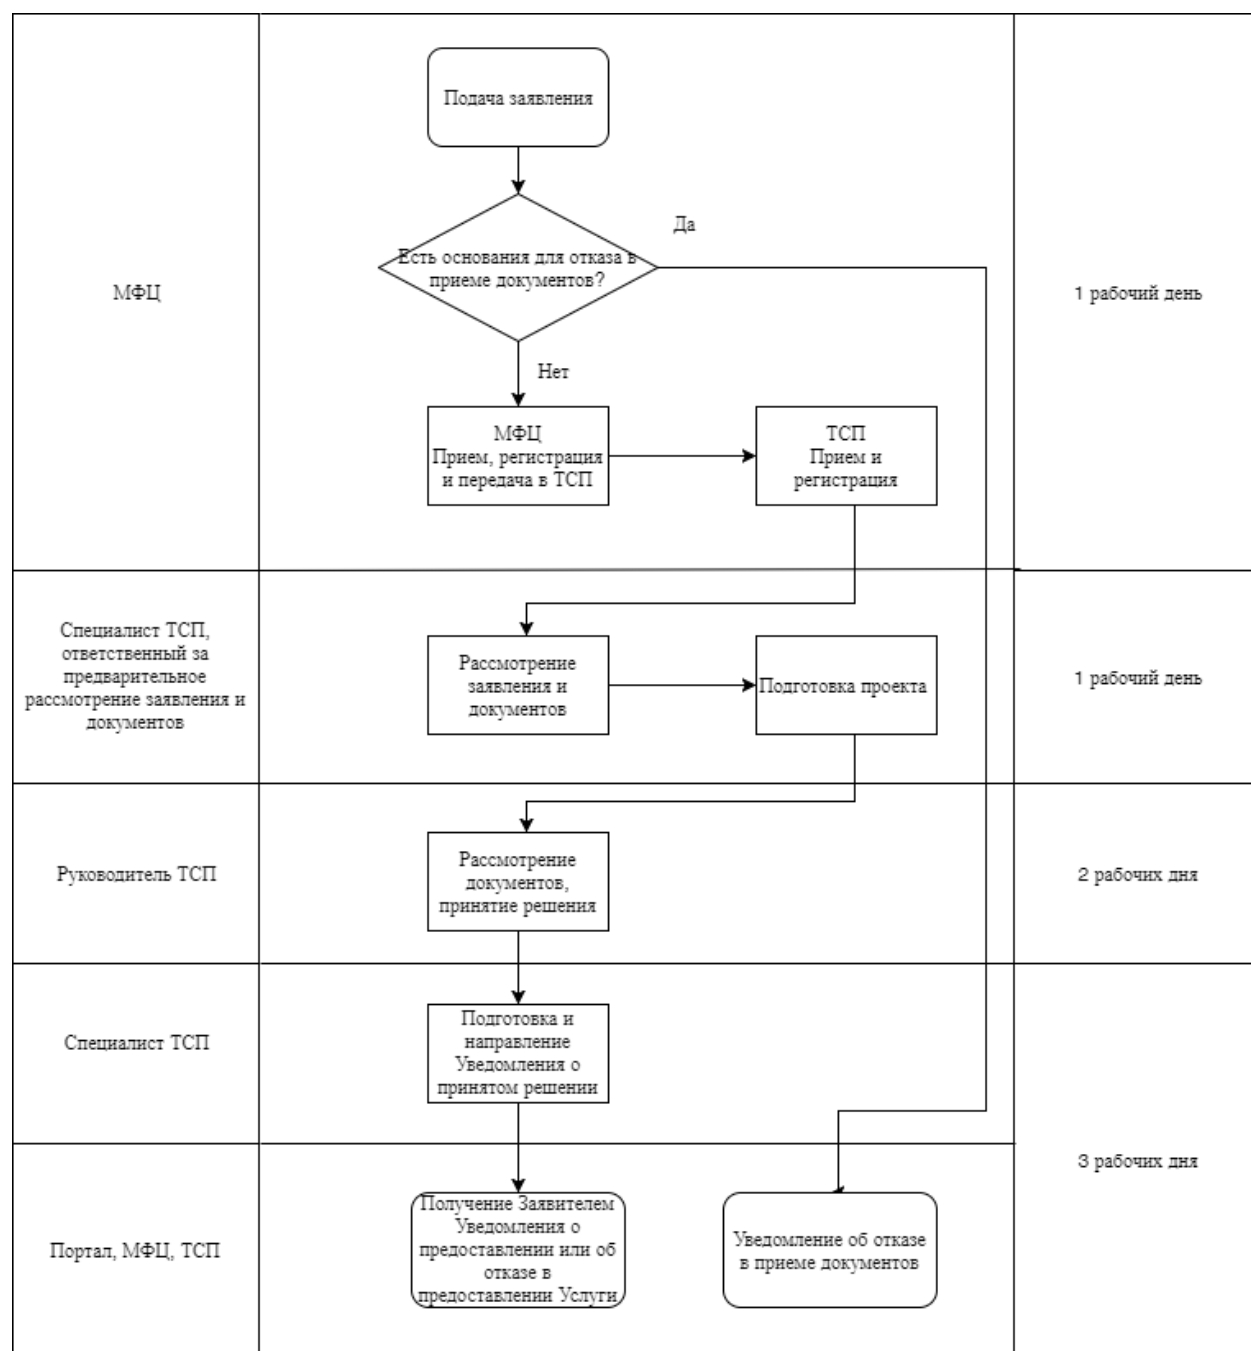 Подача заявления
Да
Есть основания для отказа в
приеме документов?
МФЦ
1 рабочий день
Нет
МФЦ
Прием, регистрация
и передача в ТСП
ТСП
Прием и
регистрация
Специалист ТСП,
ответственный за
предварительное
рассмотрение заявления и
документов
Рассмотрение
заявления и
документов
Подготовка проекта
1 рабочий день
Руководитель ТСП
Рассмотрение
документов,
принятие решения
2 рабочих дня
Специалист ТСП
Подготовка и
направление
Уведомления о
принятом решении
3 рабочих дня
Портал, МФЦ, ТСП
Получение Заявителем
Уведомления о
предоставлении или об
отказе в
предоставлении Услуги
Уведомление об отказе
в приеме документов